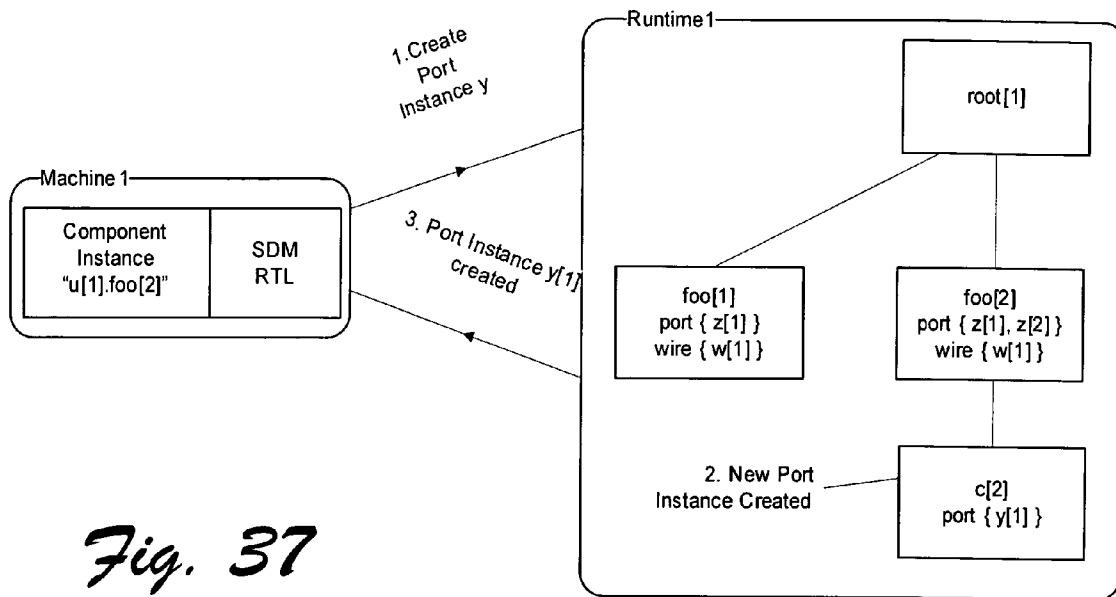 Runtime1
1.Create
Port
Instance y
root[1]
Machine1
Component
Instance
"u[1].foo[2]"
SDM
RTL
3. Port Instance y[1]
created
foo[1]
port { z[1] }
wire { w[1] }
foo[2]
port { z[1], z[2] }
wire { w[1] }
2. New Port
Instance Created
c[2]
port { y[1] }
Fig. 37